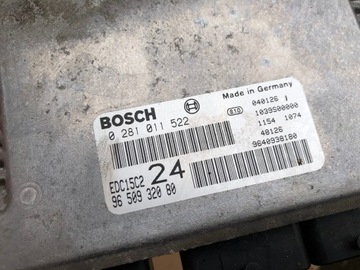 BOSCH
Made in Germany
0 281 011 522
040126 1
610
1039S00000
1154 1074
EDC15C2
24
40126
96 509 320 80
9640938180